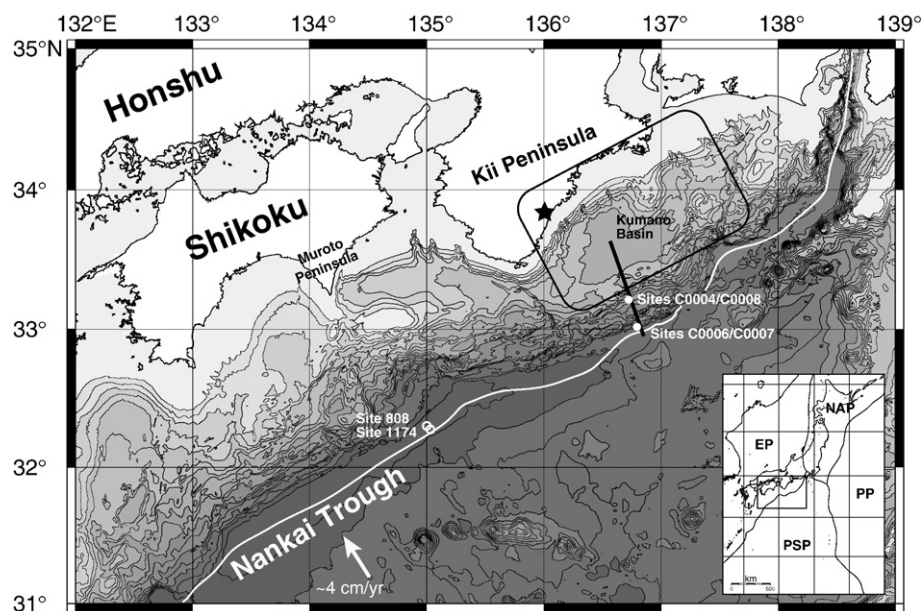 132°E 133° 134° 135° 136° 137° 138° 139°
35°N
34°
33°
32°
31°
Honshu
Shikoku
Kii Peninsula
Muroto
Peninsula
Kumano
Basin
Sites C0004/C0008
Sites C0006/C0007
Site 808
Site 1174
Nankai Trough
~4 cm/yr
NAP
EP
PP
PSP
km
0 500